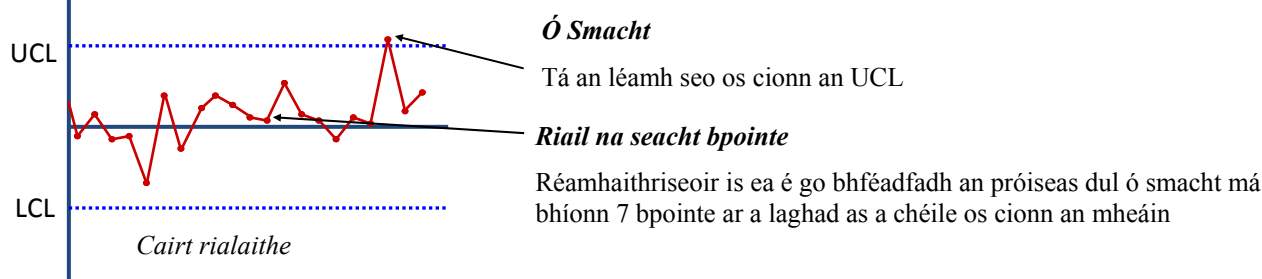 UCL
LCL
Cairt rialaithe
Ó Smacht
Tá an léamh seo os cionn an UCL
Riail na seacht bpointe
Réamhaithriseoir is ea é go bhféadfadh an próiseas dul ó smacht má
bhíonn 7 bpointe ar a laghad as a chéile os cionn an mheáin